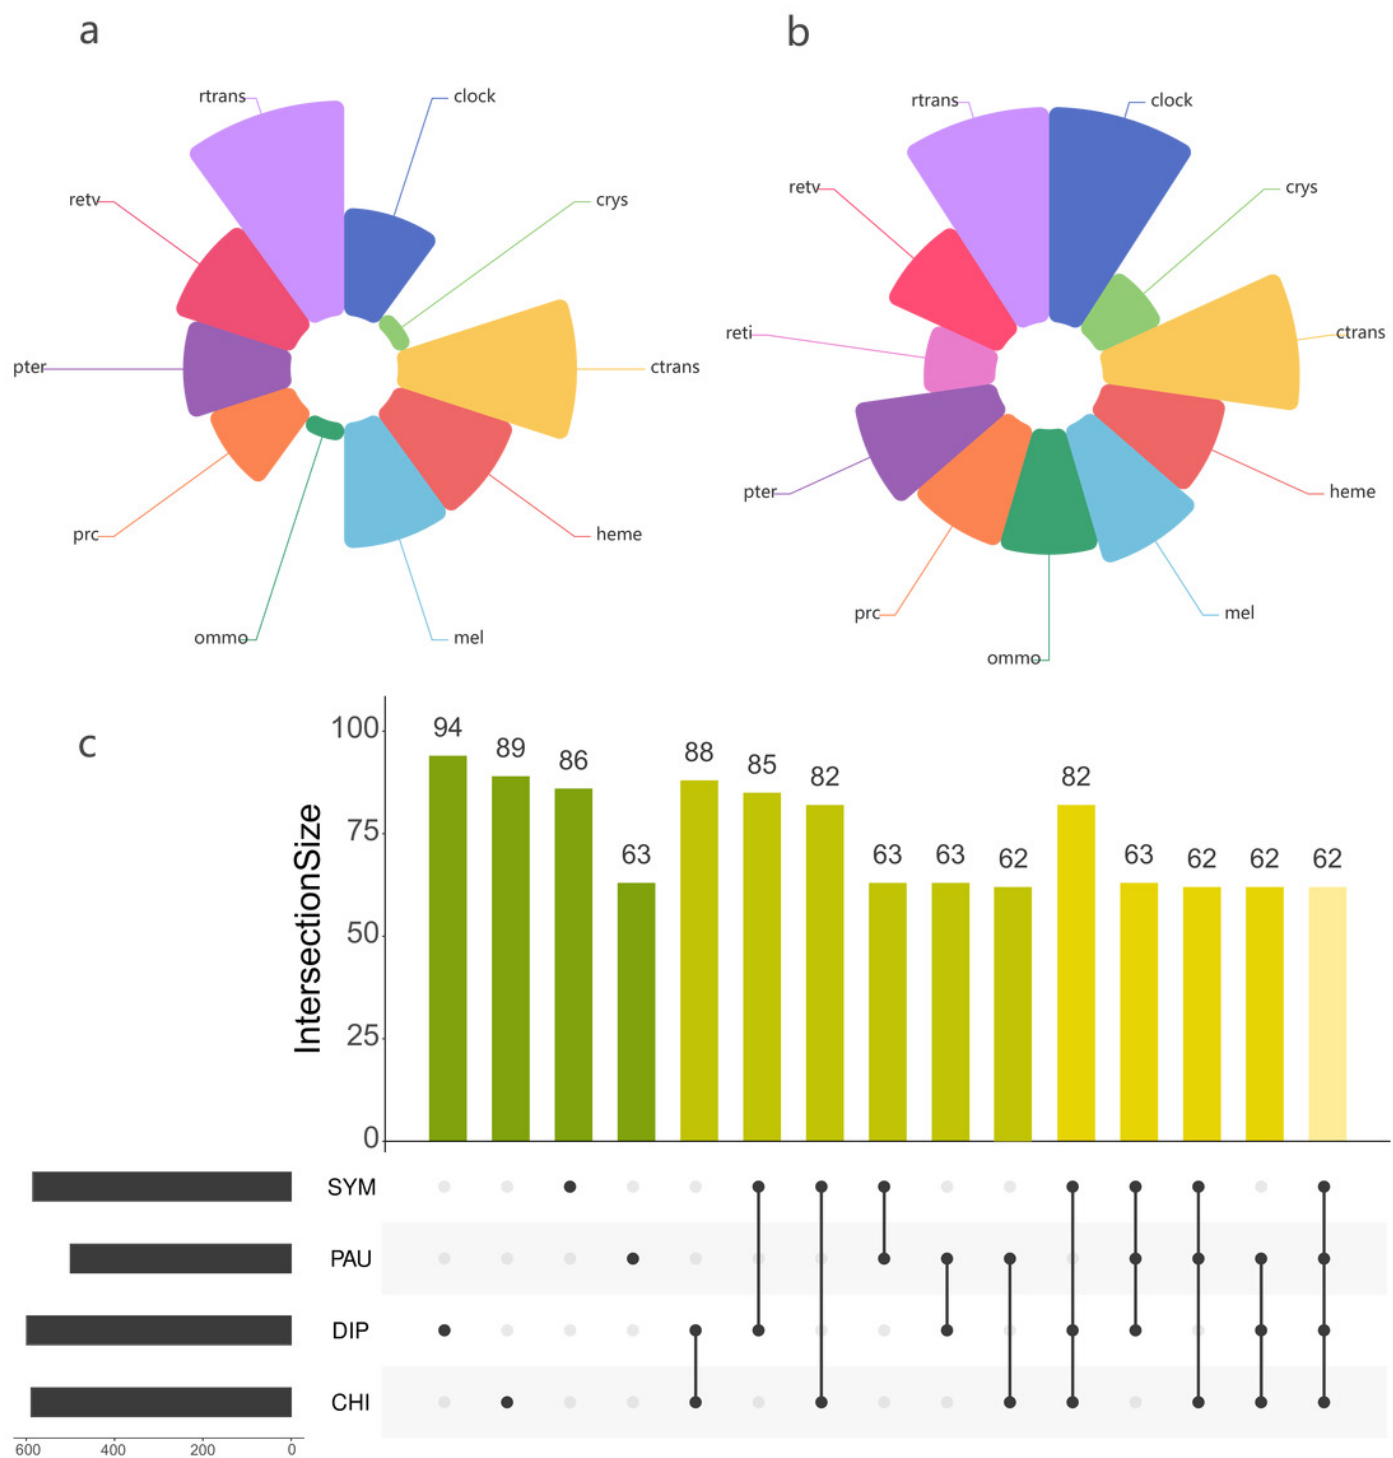 a
b
rtrans
clock
retv
crys
pter
ctrans
prc
heme
ommo
mel
rtrans
clock
retv
crys
reti
ctrans
pter
heme
prc
mel
ommo
c
IntersectionSize
100
75
50
25
0
94
89
86
63
88
85
82
63
63
62
82
63
62
62
62
SYM
PAU
DIP
CHI
600 400 200 0